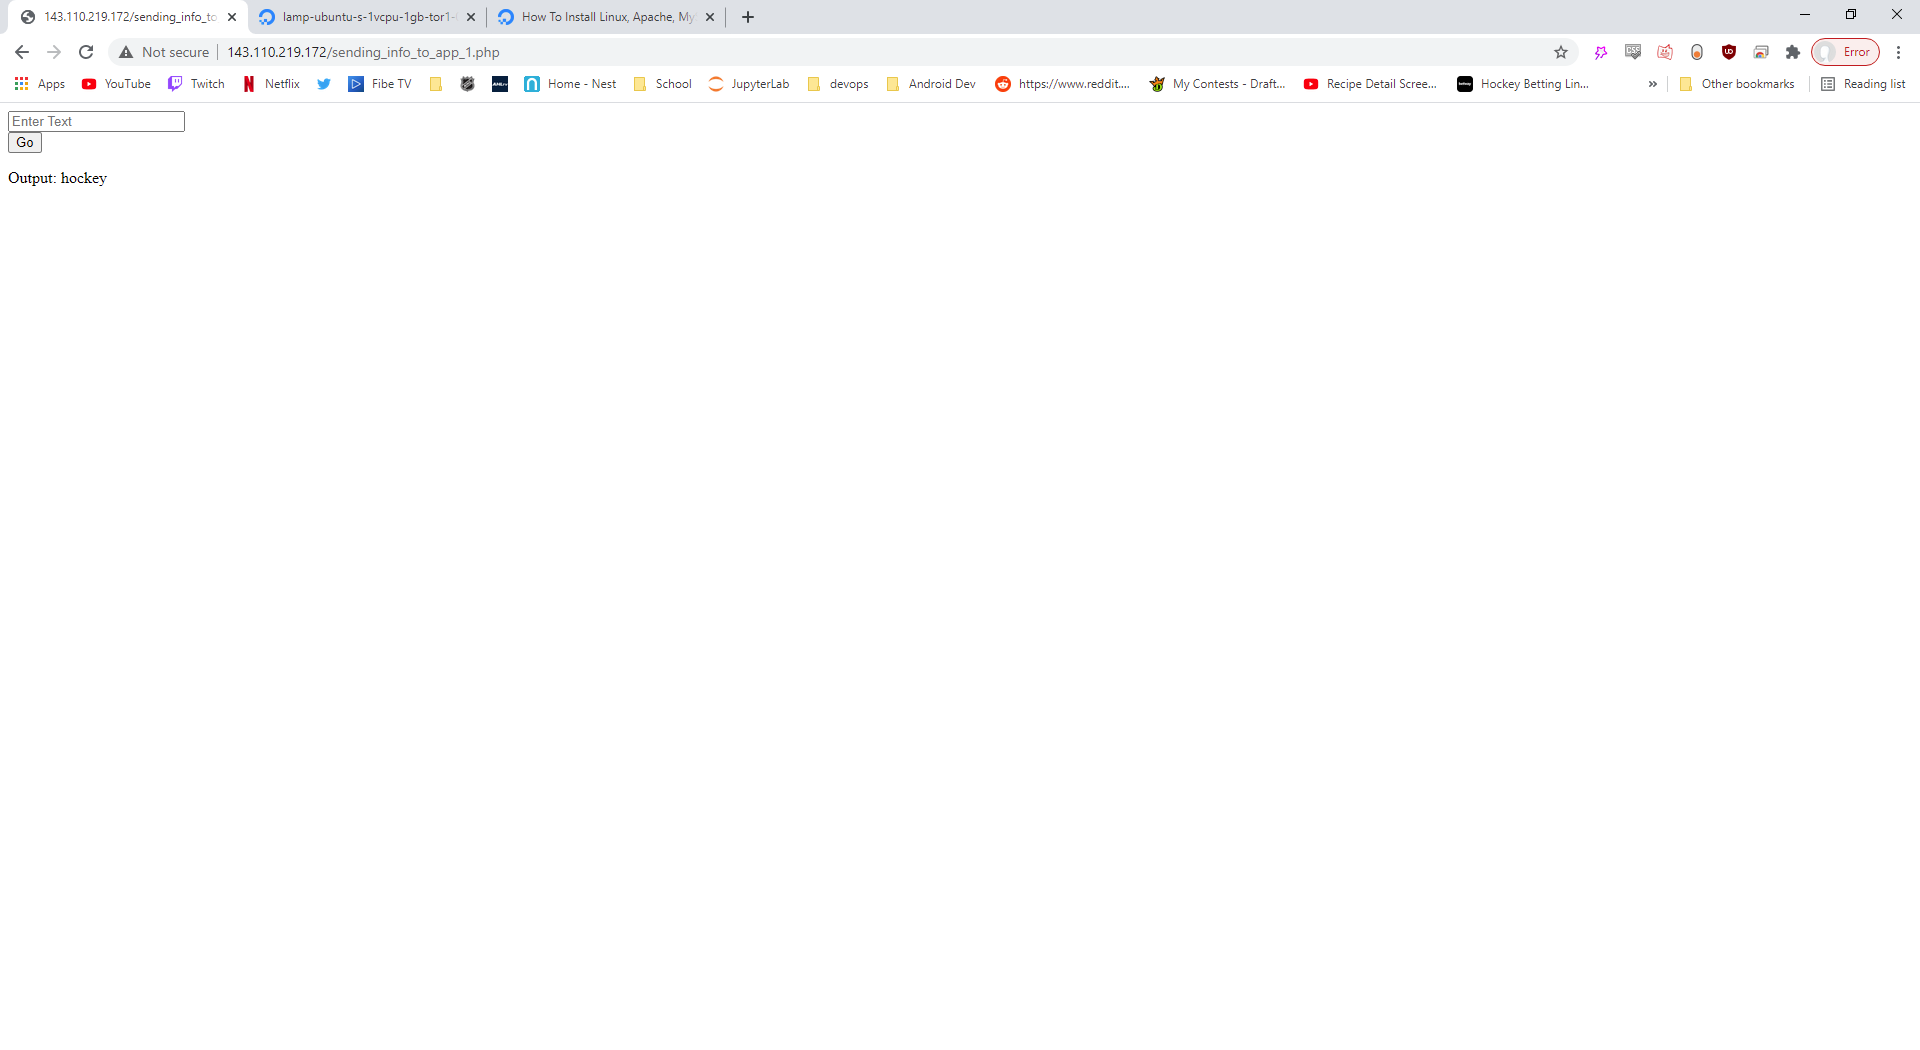 143.110.219.172/sending_info_to lamp-ubuntu-s-1vcpu-1gb-tor1- How To Install Linux, Apache, My
Not secure 143.110.219.172/sending_info_to_app_1.php Error
Apps YouTube Twitch Netflix Fibe TV Home - Nest School JupyterLab devops Android Dev https://www.reddit.... My Contests - Draft... Recipe Detail Scree... Hockey Betting Lin... » Other bookmarks Reading list
Enter Text
Go
Output: hockey